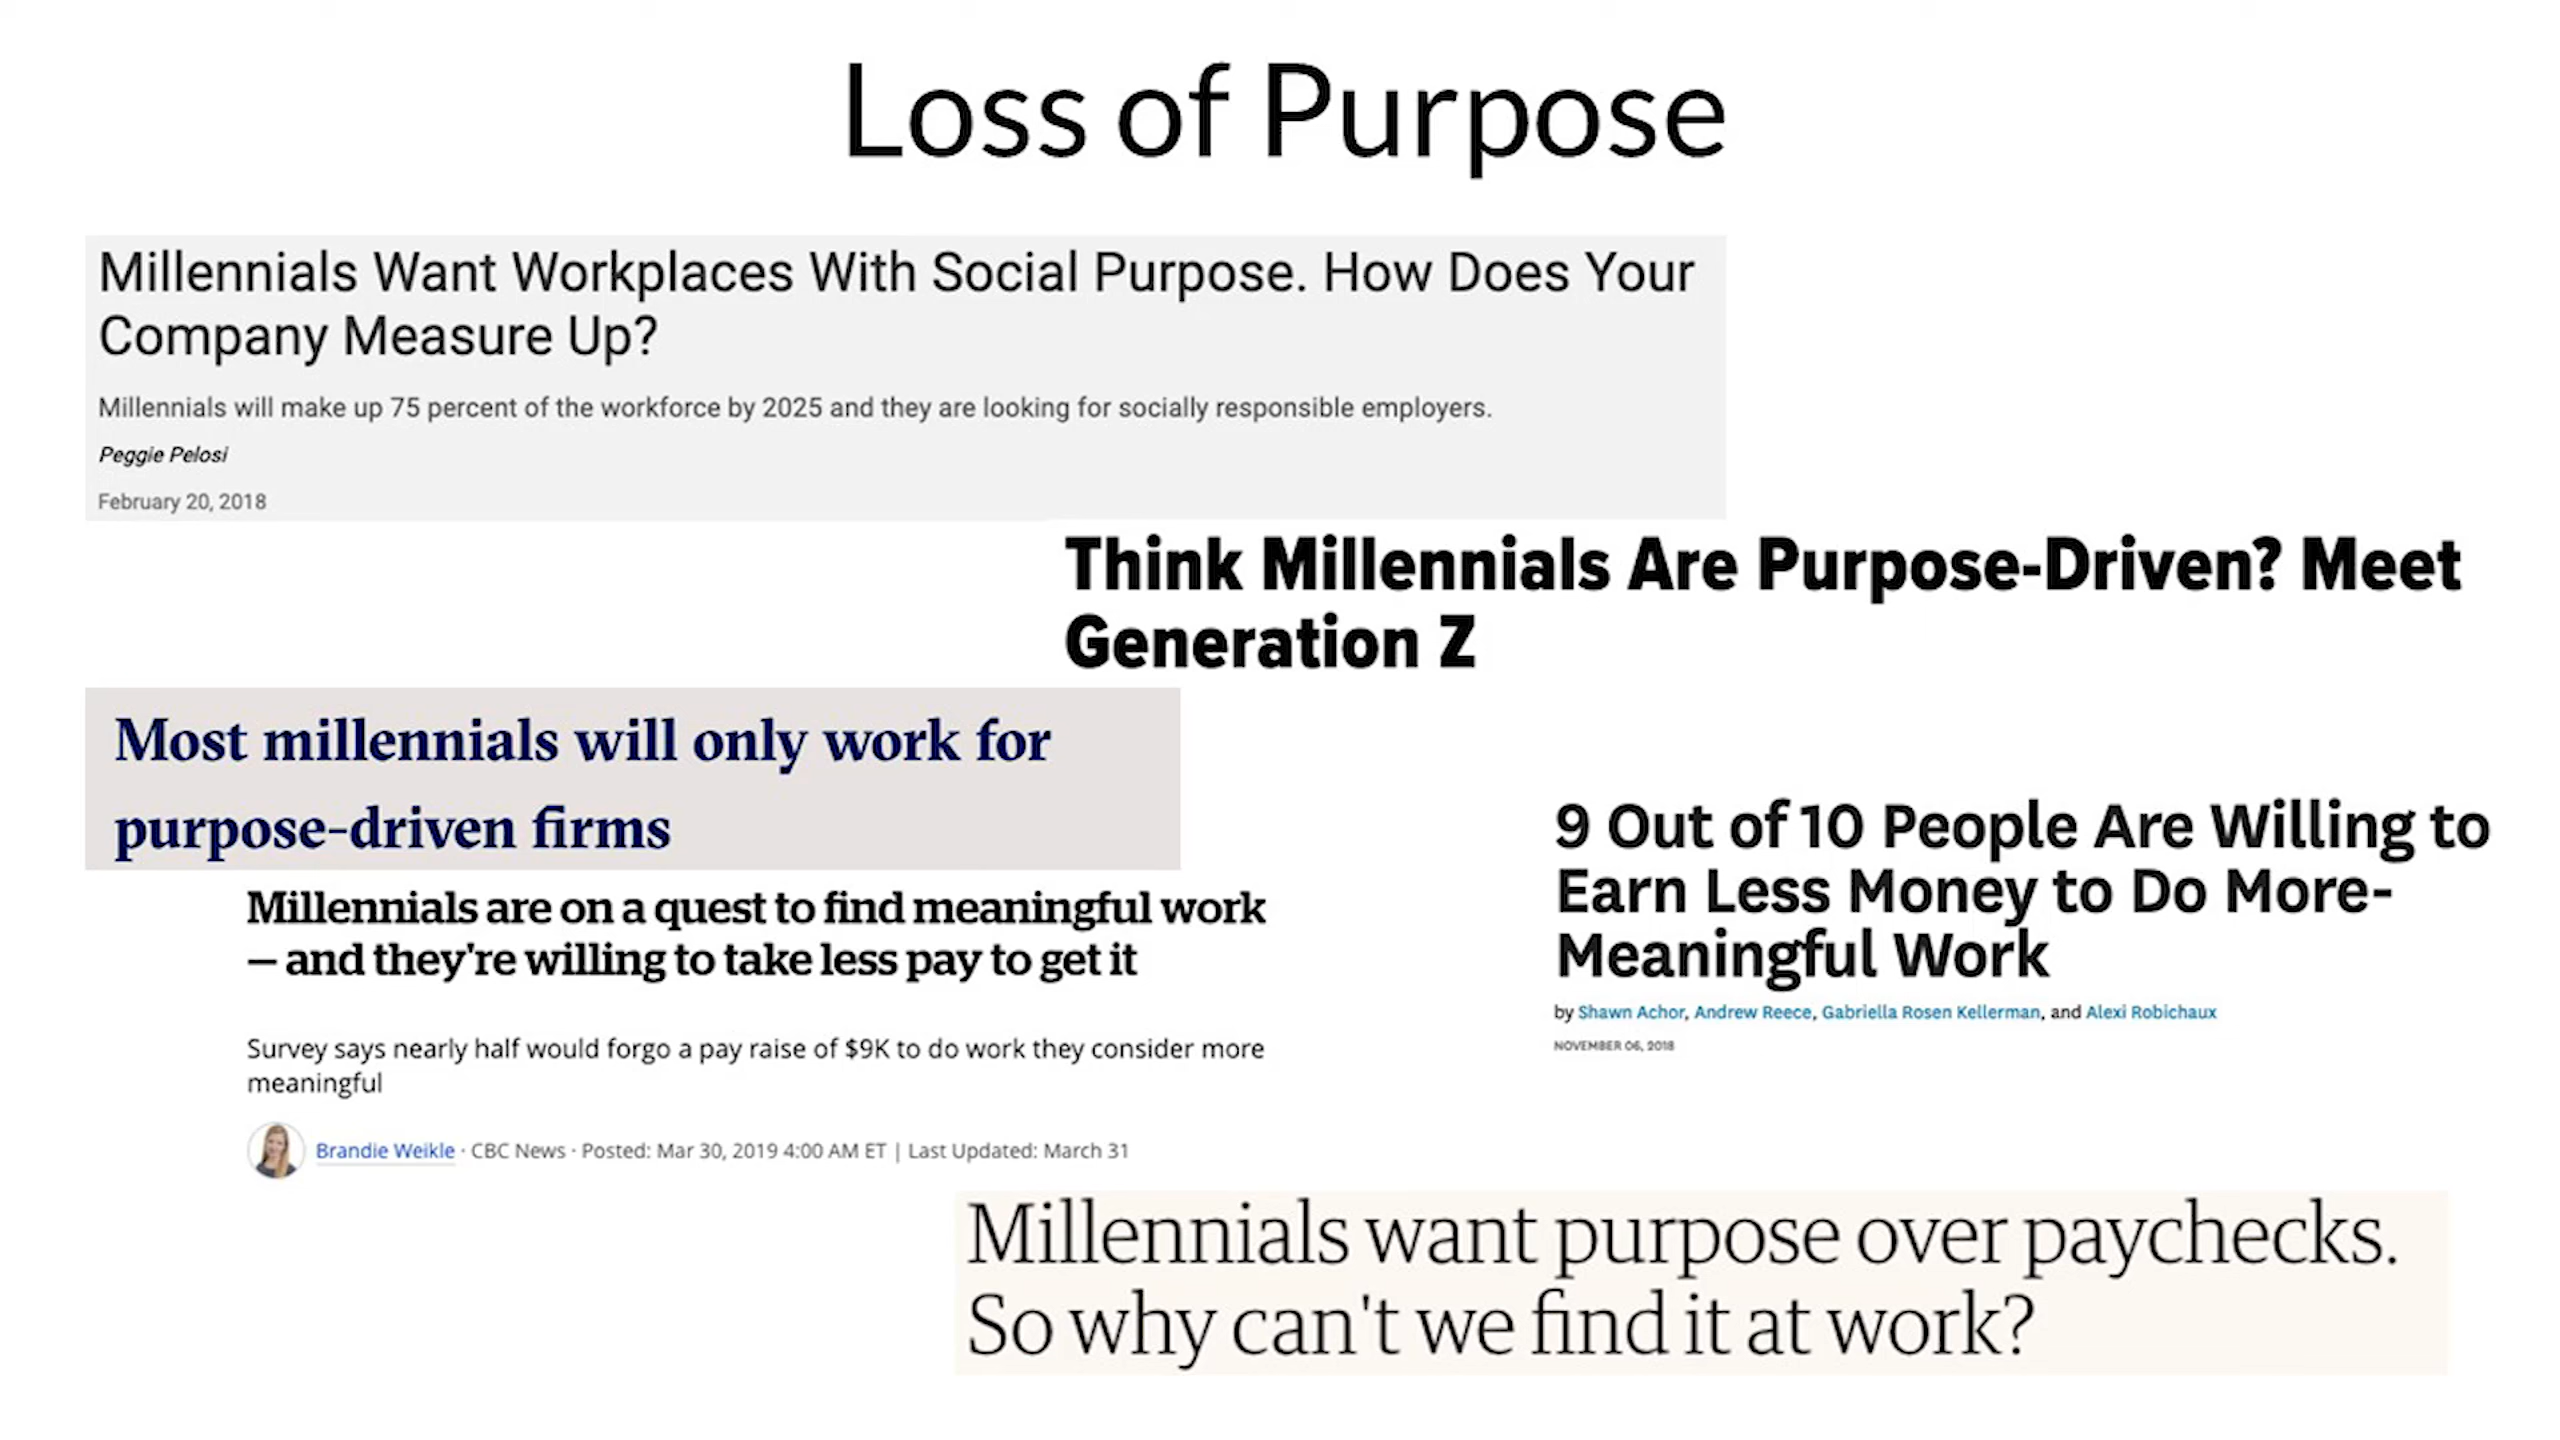 Loss of Purpose
Millennials Want Workplaces With Social Purpose. How Does Your
Company Measure Up?
Millennials will make up 75 percent of the workforce by 2025 and they are looking for socially responsible employers.
Peggie Pelosi
February 20, 2018
Think Millennials Are Purpose-Driven? Meet
Generation Z
Most millennials will only work for
purpose-driven firms
Millennials are on a quest to find meaningful work
– and they're willing to take less pay to get it
Survey says nearly half would forgo a pay raise of $9K to do work they consider more
meaningful
Brandie Weikle · CBC News · Posted: Mar 30, 2019 4:00 AM ET | Last Updated: March 31
9 Out of 10 People Are Willing to
Earn Less Money to Do More-
Meaningful Work
by Shawn Achor, Andrew Reece, Gabriella Rosen Kellerman, and Alexi Robichaux
NOVEMBER 06, 2018
Millennials want purpose over paychecks.
So why can't we find it at work?